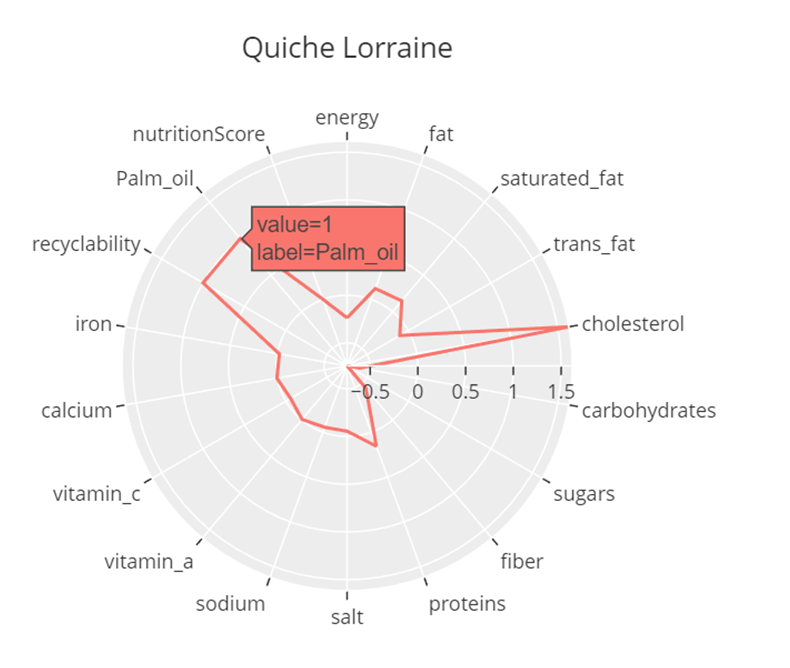 Quiche Lorraine
energy
nutritionScore
fat
Palm_oil
saturated_fat
value=1
label=Palm_oil
recyclability
trans_fat
iron
cholesterol
−0.5 0 0.5 1 1.5
calcium
carbohydrates
vitamin_c
sugars
vitamin_a
fiber
sodium
proteins
salt